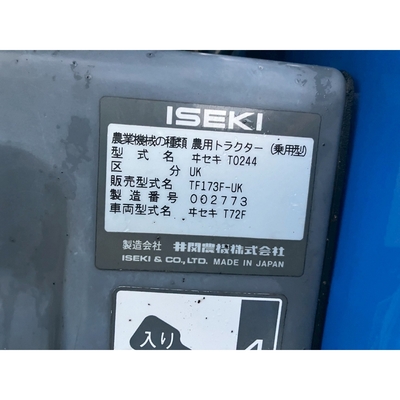 ISEKI
農業機械の種類 農用トラクター (乗用型)
型式名 ヰセキ TO244
区分 UK
販売型式名 TF173F-UK
製造番号 002773
車両型式名 ヰセキ T72F
製造会社 井関農機株式会社
ISEKI & CO., LTD. MADE IN JAPAN
入り